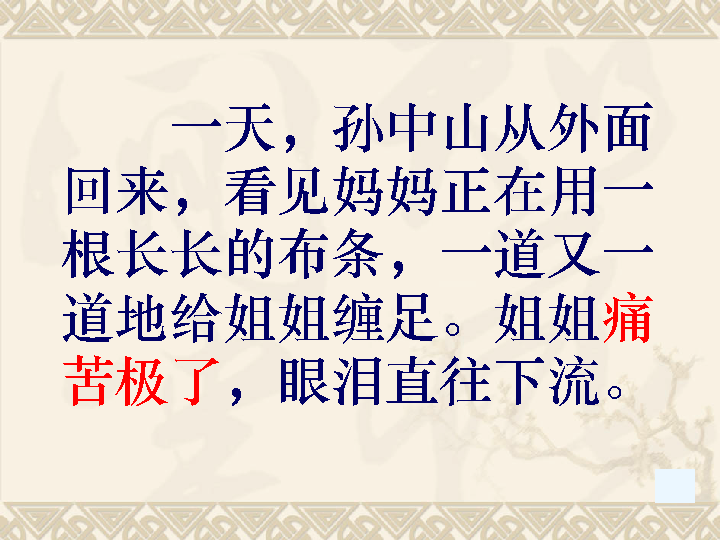 一天，孙中山从外面
回来，看见妈妈正在用一
根长长的布条，一道又一
道地给姐姐缠足。姐姐痛
苦极了，眼泪直往下流。